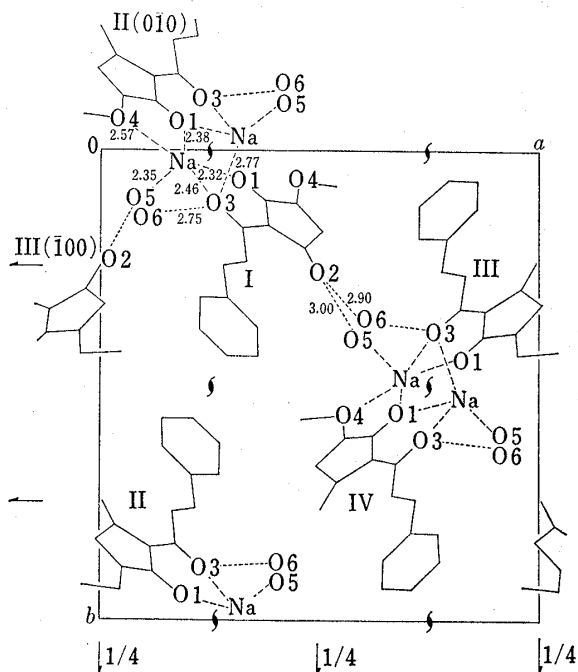 II(01̄0)
O3
O6
O5
O4
O1
2.57
2.38
Na
0
a
Na
2.77
2.35
2.32
O1
O4
2.46
O5
O3
O6
2.75
III(1̄00)
O2
I
O2
III
2.90
3.00
O6
O5
O3
O1
Na
Na
O4
O1
O3
O5
O6
II
IV
O3
O6
O5
O1
Na
b
1/4
1/4
1/4